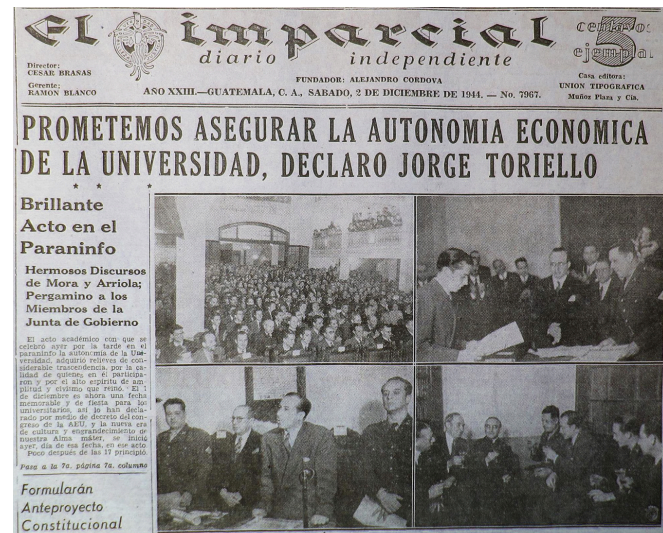 El imparcial
diario independiente
centavos
5
ejemplar
Director:
CESAR BRAÑAS
Gerente:
RAMON BLANCO
FUNDADOR: ALEJANDRO CORDOVA
Casa editora:
UNION TIPOGRAFICA
Muñoz Plaza y Cía.
AÑO XXIII.—GUATEMALA, C. A., SABADO, 2 DE DICIEMBRE DE 1944. — No. 7967.
PROMETEMOS ASEGURAR LA AUTONOMIA ECONOMICA
DE LA UNIVERSIDAD, DECLARO JORGE TORIELLO
Brillante
Acto en el
Paraninfo
Hermosos Discursos
de Mora y Arriola;
Pergamino a los
Miembros de la
Junta de Gobierno
El acto académico con que se
celebró ayer por la tarde en el
paraninfo la autonomía de la Uni-
versidad, adquirió relieves de con-
siderable trascendencia, por la ca-
lidad de quienes en él participa-
ron y por el alto espíritu de am-
plitud y civismo que reinó. El 1
de diciembre es ahora una fecha
memorable y de fiesta para los
universitarios, así lo han decla-
rado por medio de decreto del con-
greso de la AEU, y la nueva era
de cultura y engrandecimiento de
nuestra Alma máter, se inició
ayer, día de esa fecha, en ese acto.
Poco después de las 17 principió
Pasa a la 7a. página 7a. columna
Formularán
Anteproyecto
Constitucional